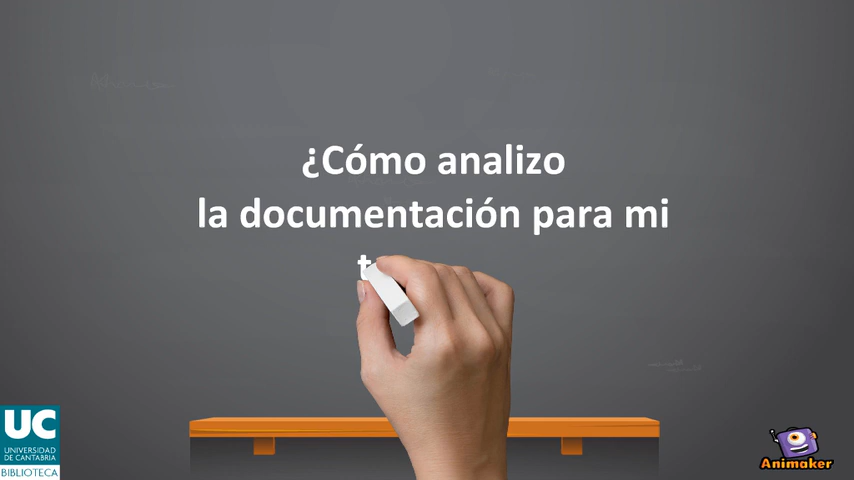 ¿Cómo analizo
la documentación para mi
t
UC
UNIVERSIDAD
DE CANTABRIA
BIBLIOTECA
Animaker